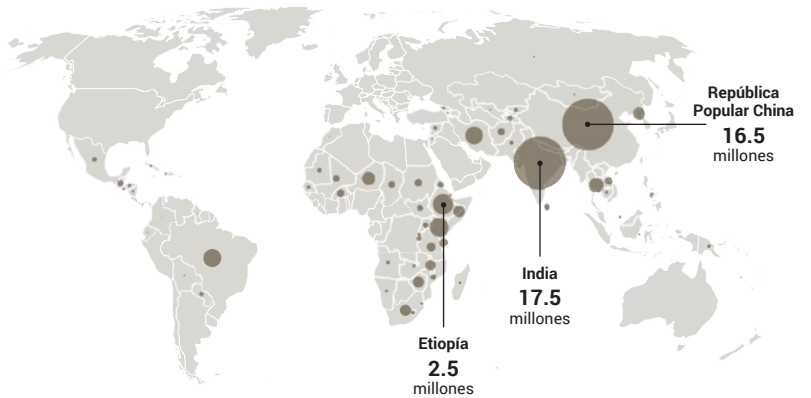 República
Popular China
16.5
millones
India
17.5
millones
Etiopía
2.5
millones